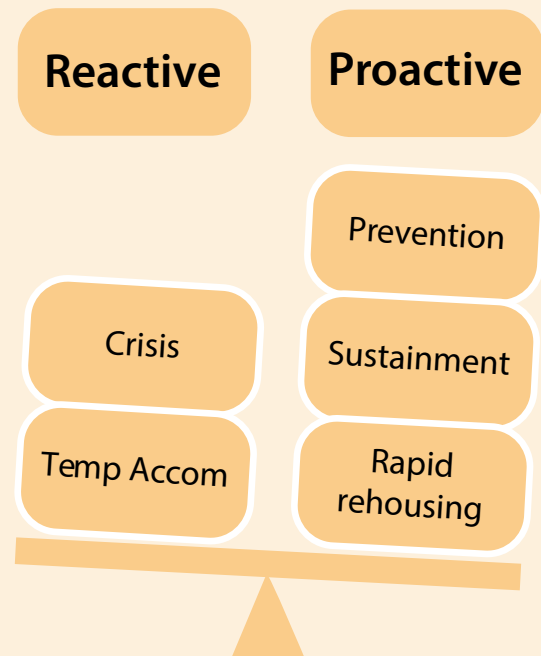 Reactive
Proactive
Prevention
Crisis
Sustainment
Temp Accom
Rapid
rehousing